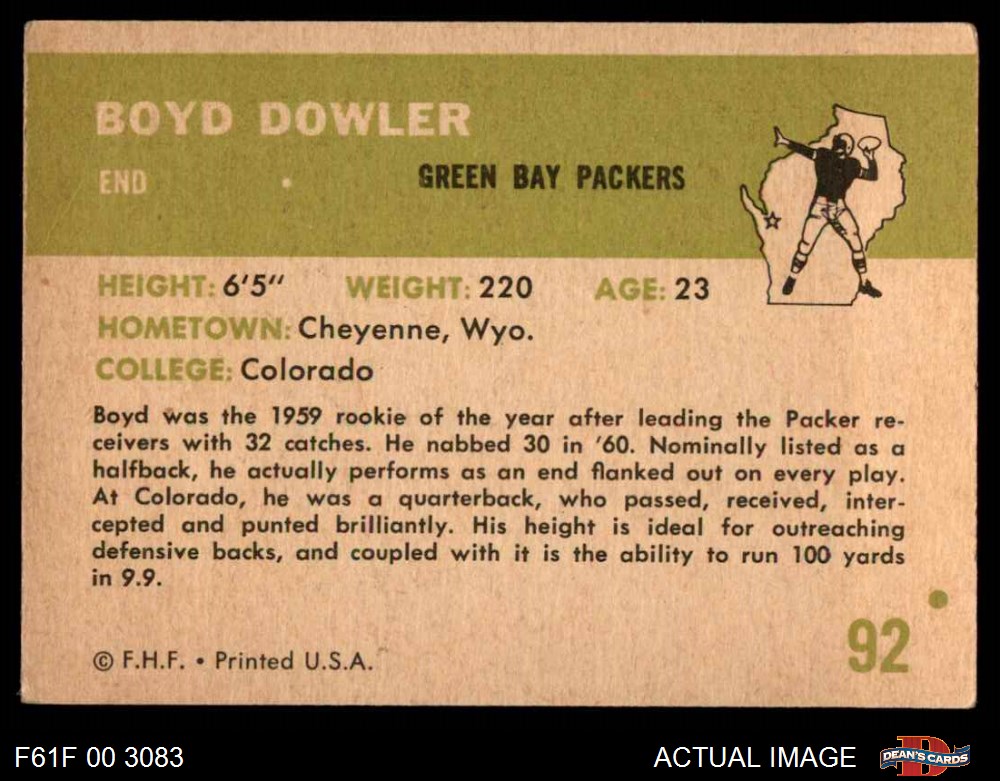 BOYD DOWLER
END
GREEN BAY PACKERS
HEIGHT: 6'5" WEIGHT: 220 AGE: 23
HOMETOWN: Cheyenne, Wyo.
COLLEGE: Colorado
Boyd was the 1959 rookie of the year after leading the Packer re-
ceivers with 32 catches. He nabbed 30 in '60. Nominally listed as a
halfback, he actually performs as an end flanked out on every play.
At Colorado, he was a quarterback, who passed, received, inter-
cepted and punted brilliantly. His height is ideal for outreaching
defensive backs, and coupled with it is the ability to run 100 yards
in 9.9.
92
© F.H.F. • Printed U.S.A.
F61F 00 3083
ACTUAL IMAGE
DEAN'S CARDS